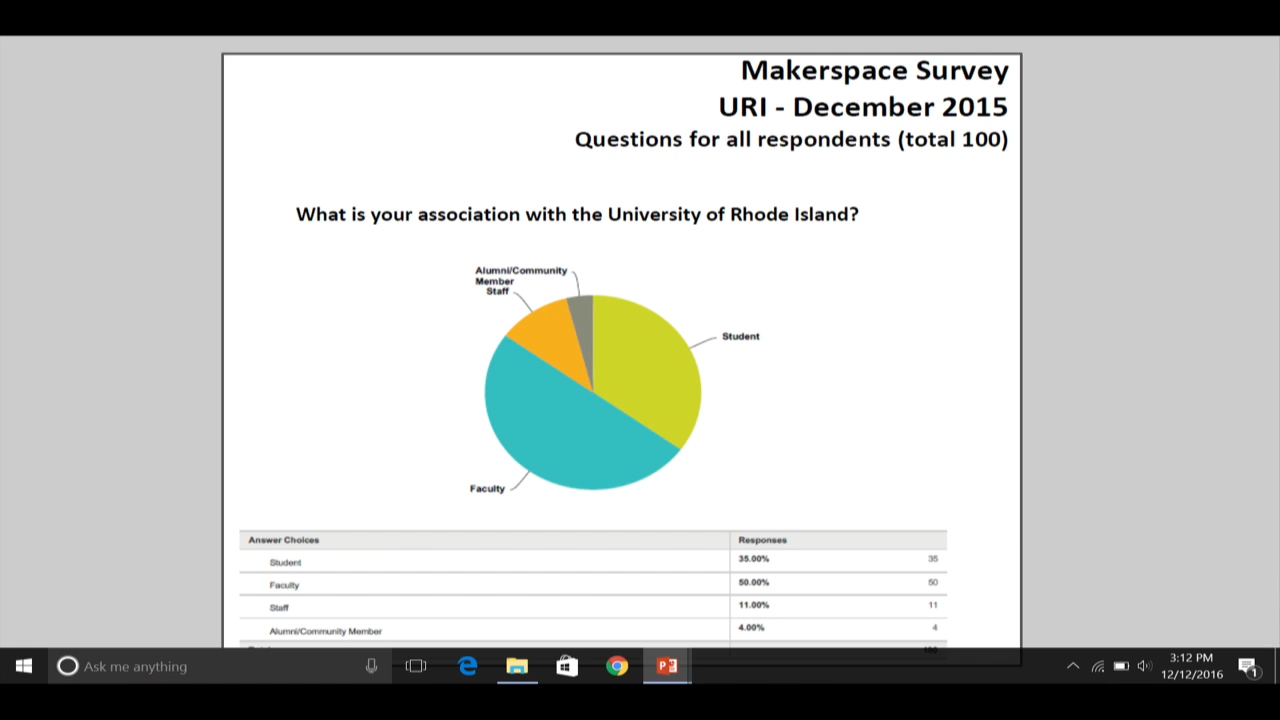 Makerspace Survey
URI - December 2015
Questions for all respondents (total 100)
What is your association with the University of Rhode Island?
Alumni/Community
Member
Staff
Student
Faculty
Answer Choices Responses
Student 35.00% 35
Faculty 50.00% 50
Staff 11.00% 11
Alumni/Community Member 4.00% 4
Ask me anything
3:12 PM
12/12/2016
1